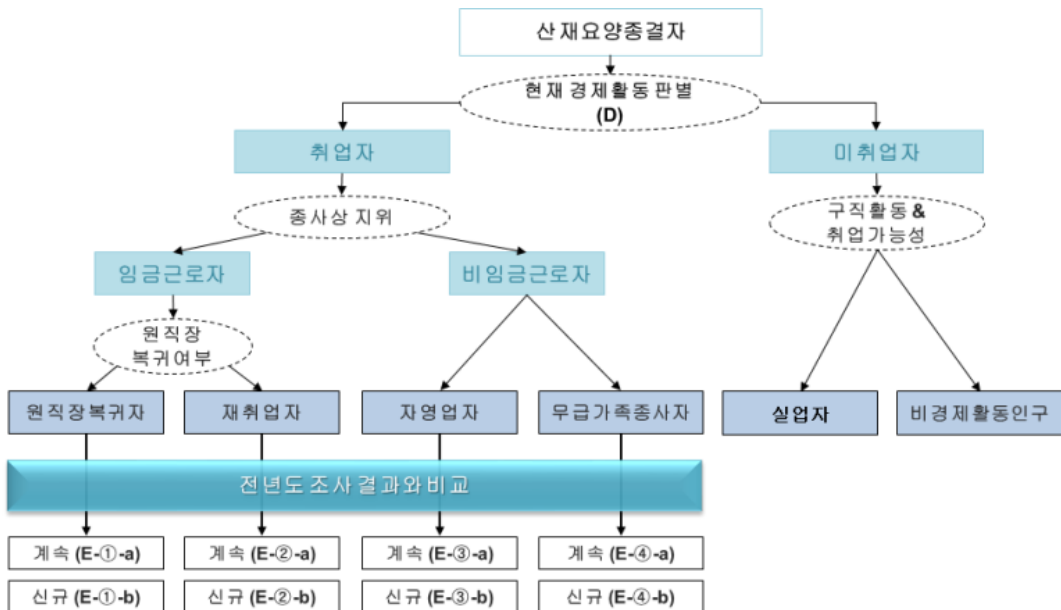 산재요양종결자
현재 경제활동 판별
(D)
취업자
미취업자
종사상 지위
구직활동 &
취업가능성
임금근로자
비임금근로자
원직장
복귀여부
원직장복귀자
재취업자
자영업자
무급가족종사자
실업자
비경제활동인구
전년도 조사 결과와 비교
계속 (E-①-a)
계속 (E-②-a)
계속 (E-③-a)
계속 (E-④-a)
신규 (E-①-b)
신규 (E-②-b)
신규 (E-③-b)
신규 (E-④-b)